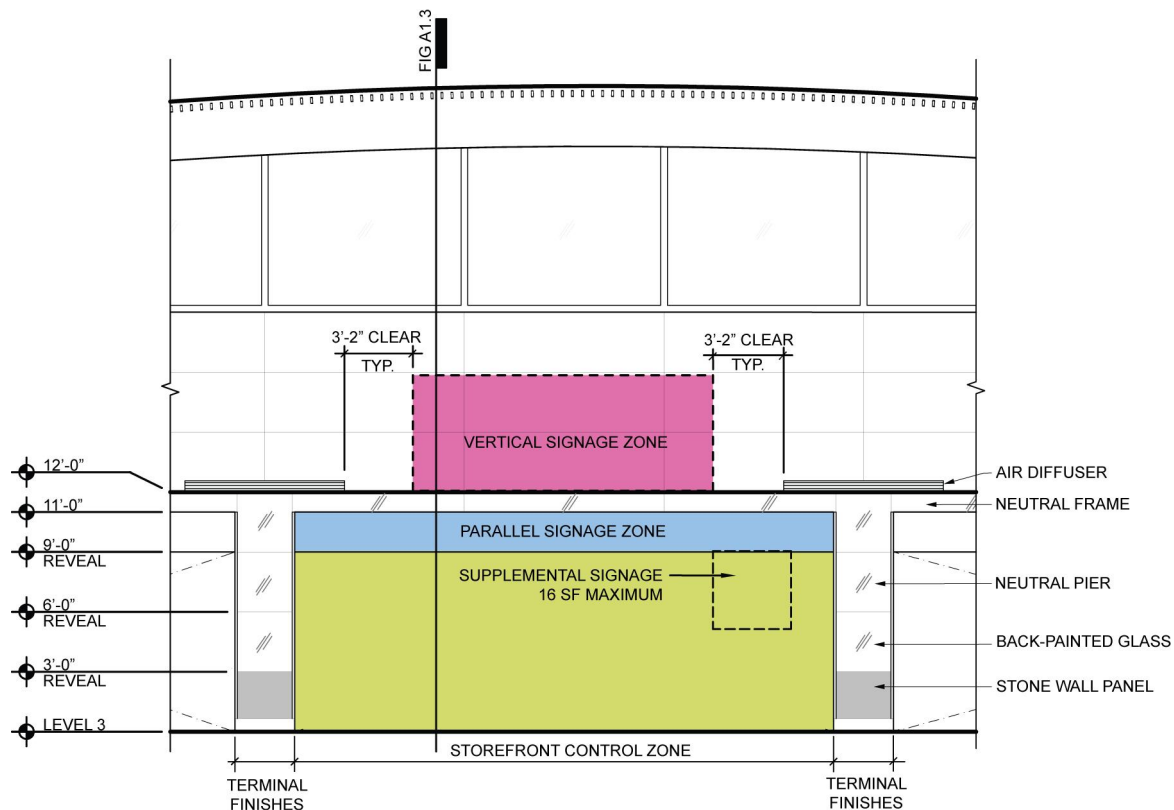 FIG A1.3
3'-2” CLEAR
TYP.
3'-2” CLEAR
TYP.
VERTICAL SIGNAGE ZONE
12'-0”
AIR DIFFUSER
11'-0”
NEUTRAL FRAME
PARALLEL SIGNAGE ZONE
9'-0”
REVEAL
SUPPLEMENTAL SIGNAGE
16 SF MAXIMUM
NEUTRAL PIER
6'-0”
REVEAL
BACK-PAINTED GLASS
3'-0”
REVEAL
STONE WALL PANEL
LEVEL 3
STOREFRONT CONTROL ZONE
TERMINAL
FINISHES
TERMINAL
FINISHES